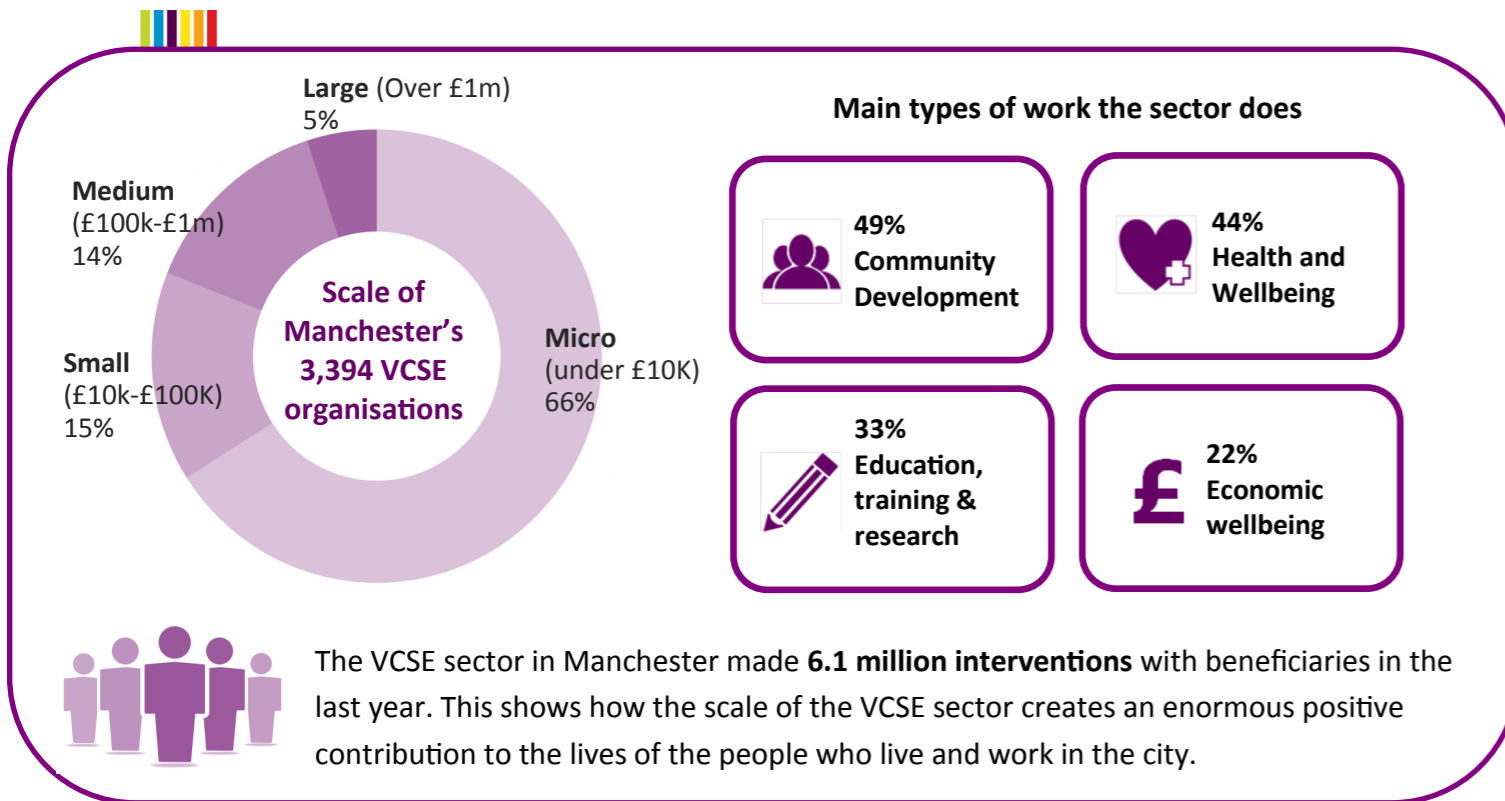 Large (Over £1m)
5%
Medium
(£100k-£1m)
14%
Small
(£10k-£100K)
15%
Scale of
Manchester's
3,394 VCSE
organisations
Micro
(under £10K)
66%
Main types of work the sector does
49%
Community
Development
44%
Health and
Wellbeing
33%
Education,
training &
research
£
22%
Economic
wellbeing
The VCSE sector in Manchester made 6.1 million interventions with beneficiaries in the
last year. This shows how the scale of the VCSE sector creates an enormous positive
contribution to the lives of the people who live and work in the city.